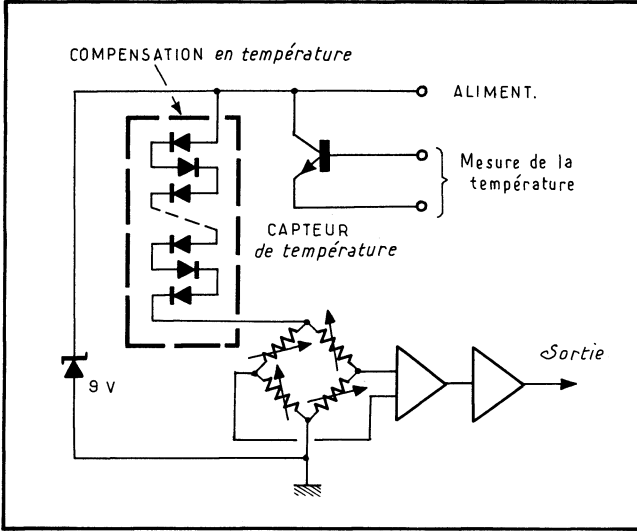 COMPENSATION en température
ALIMENT.
Mesure de la
température
CAPTEUR
de température
Sortie
9 V